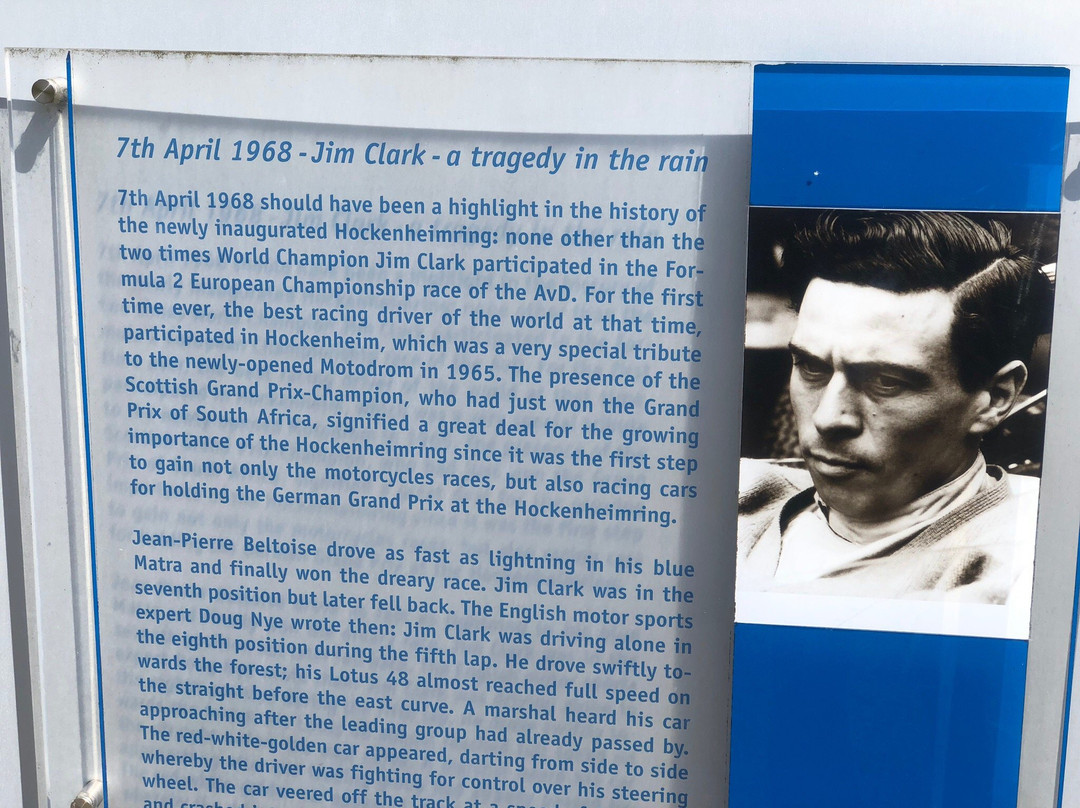 7th April 1968 - Jim Clark - a tragedy in the rain
7th April 1968 should have been a highlight in the history of
the newly inaugurated Hockenheimring: none other than the
two times World Champion Jim Clark participated in the For-
mula 2 European Championship race of the AvD. For the first
time ever, the best racing driver of the world at that time,
participated in Hockenheim, which was a very special tribute
to the newly-opened Motodrom in 1965. The presence of the
Scottish Grand Prix-Champion, who had just won the Grand
Prix of South Africa, signified a great deal for the growing
importance of the Hockenheimring since it was the first step
to gain not only the motorcycles races, but also racing cars
for holding the German Grand Prix at the Hockenheimring.
Jean-Pierre Beltoise drove as fast as lightning in his blue
Matra and finally won the dreary race. Jim Clark was in the
seventh position but later fell back. The English motor sports
expert Doug Nye wrote then: Jim Clark was driving alone in
the eighth position during the fifth lap. He drove swiftly to-
wards the forest; his Lotus 48 almost reached full speed on
the straight before the east curve. A marshal heard his car
approaching after the leading group had already passed by.
The red-white-golden car appeared, darting from side to side
whereby the driver was fighting for control over his steering
wheel. The car veered off the track at a
and